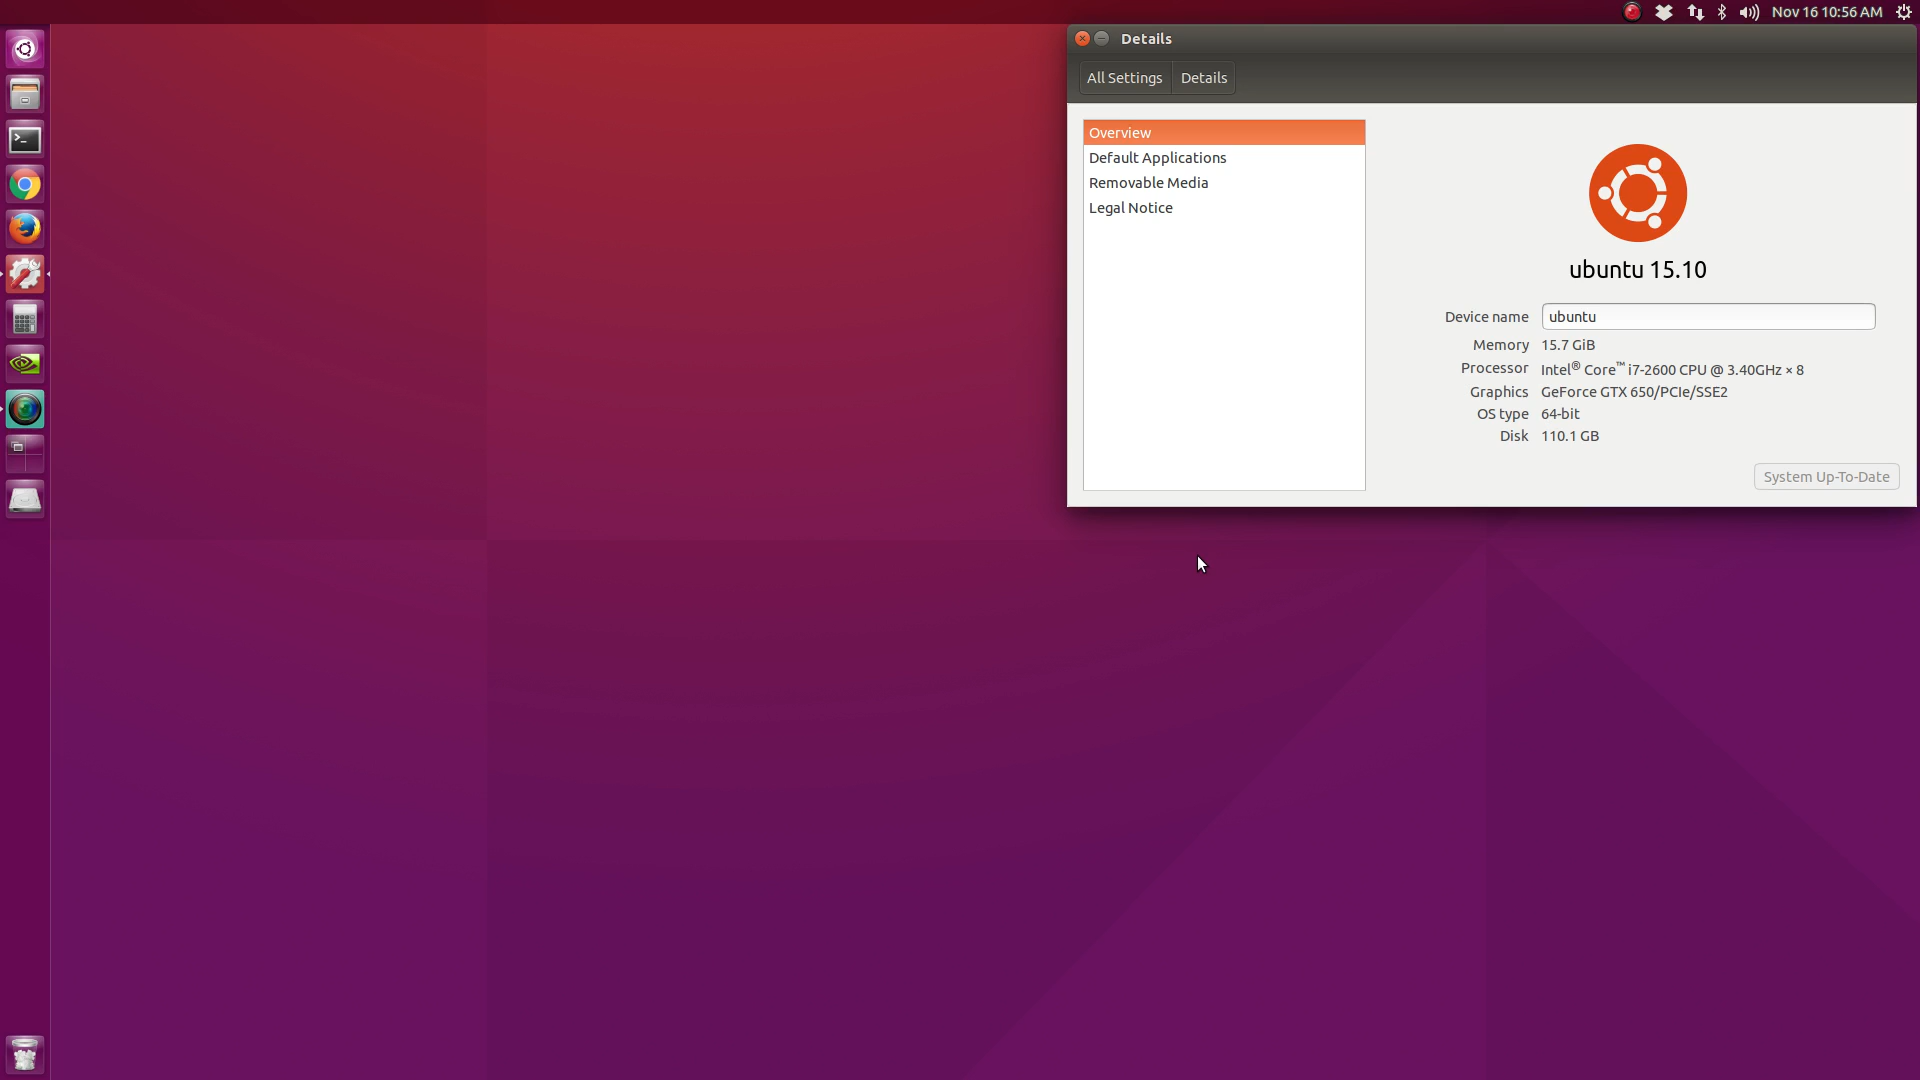 Nov 16 10:56 AM
Details
All Settings Details
Overview
Default Applications
Removable Media
Legal Notice
ubuntu 15.10
Device name ubuntu
Memory 15.7 GiB
Processor Intel® Core™ i7-2600 CPU @ 3.40GHz × 8
Graphics GeForce GTX 650/PCIe/SSE2
OS type 64-bit
Disk 110.1 GB
System Up-To-Date